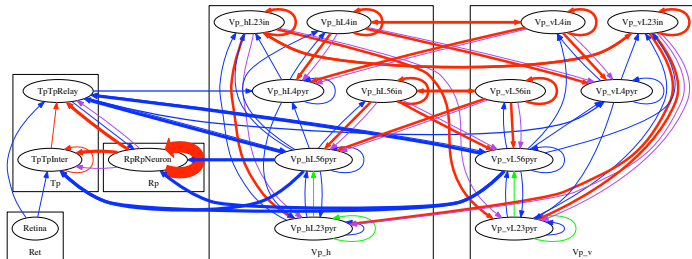 Vp_hL23in
Vp_hL4in
Vp_vL4in
Vp_vL23in
TpTpRelay
Vp_hL4pyr
Vp_hL56in
Vp_vL56in
Vp_vL4pyr
TpTpInter
RpRpNeuron
Vp_hL56pyr
Vp_vL56pyr
Tp
Rp
Retina
Vp_hL23pyr
Vp_vL23pyr
Ret
Vp_h
Vp_v